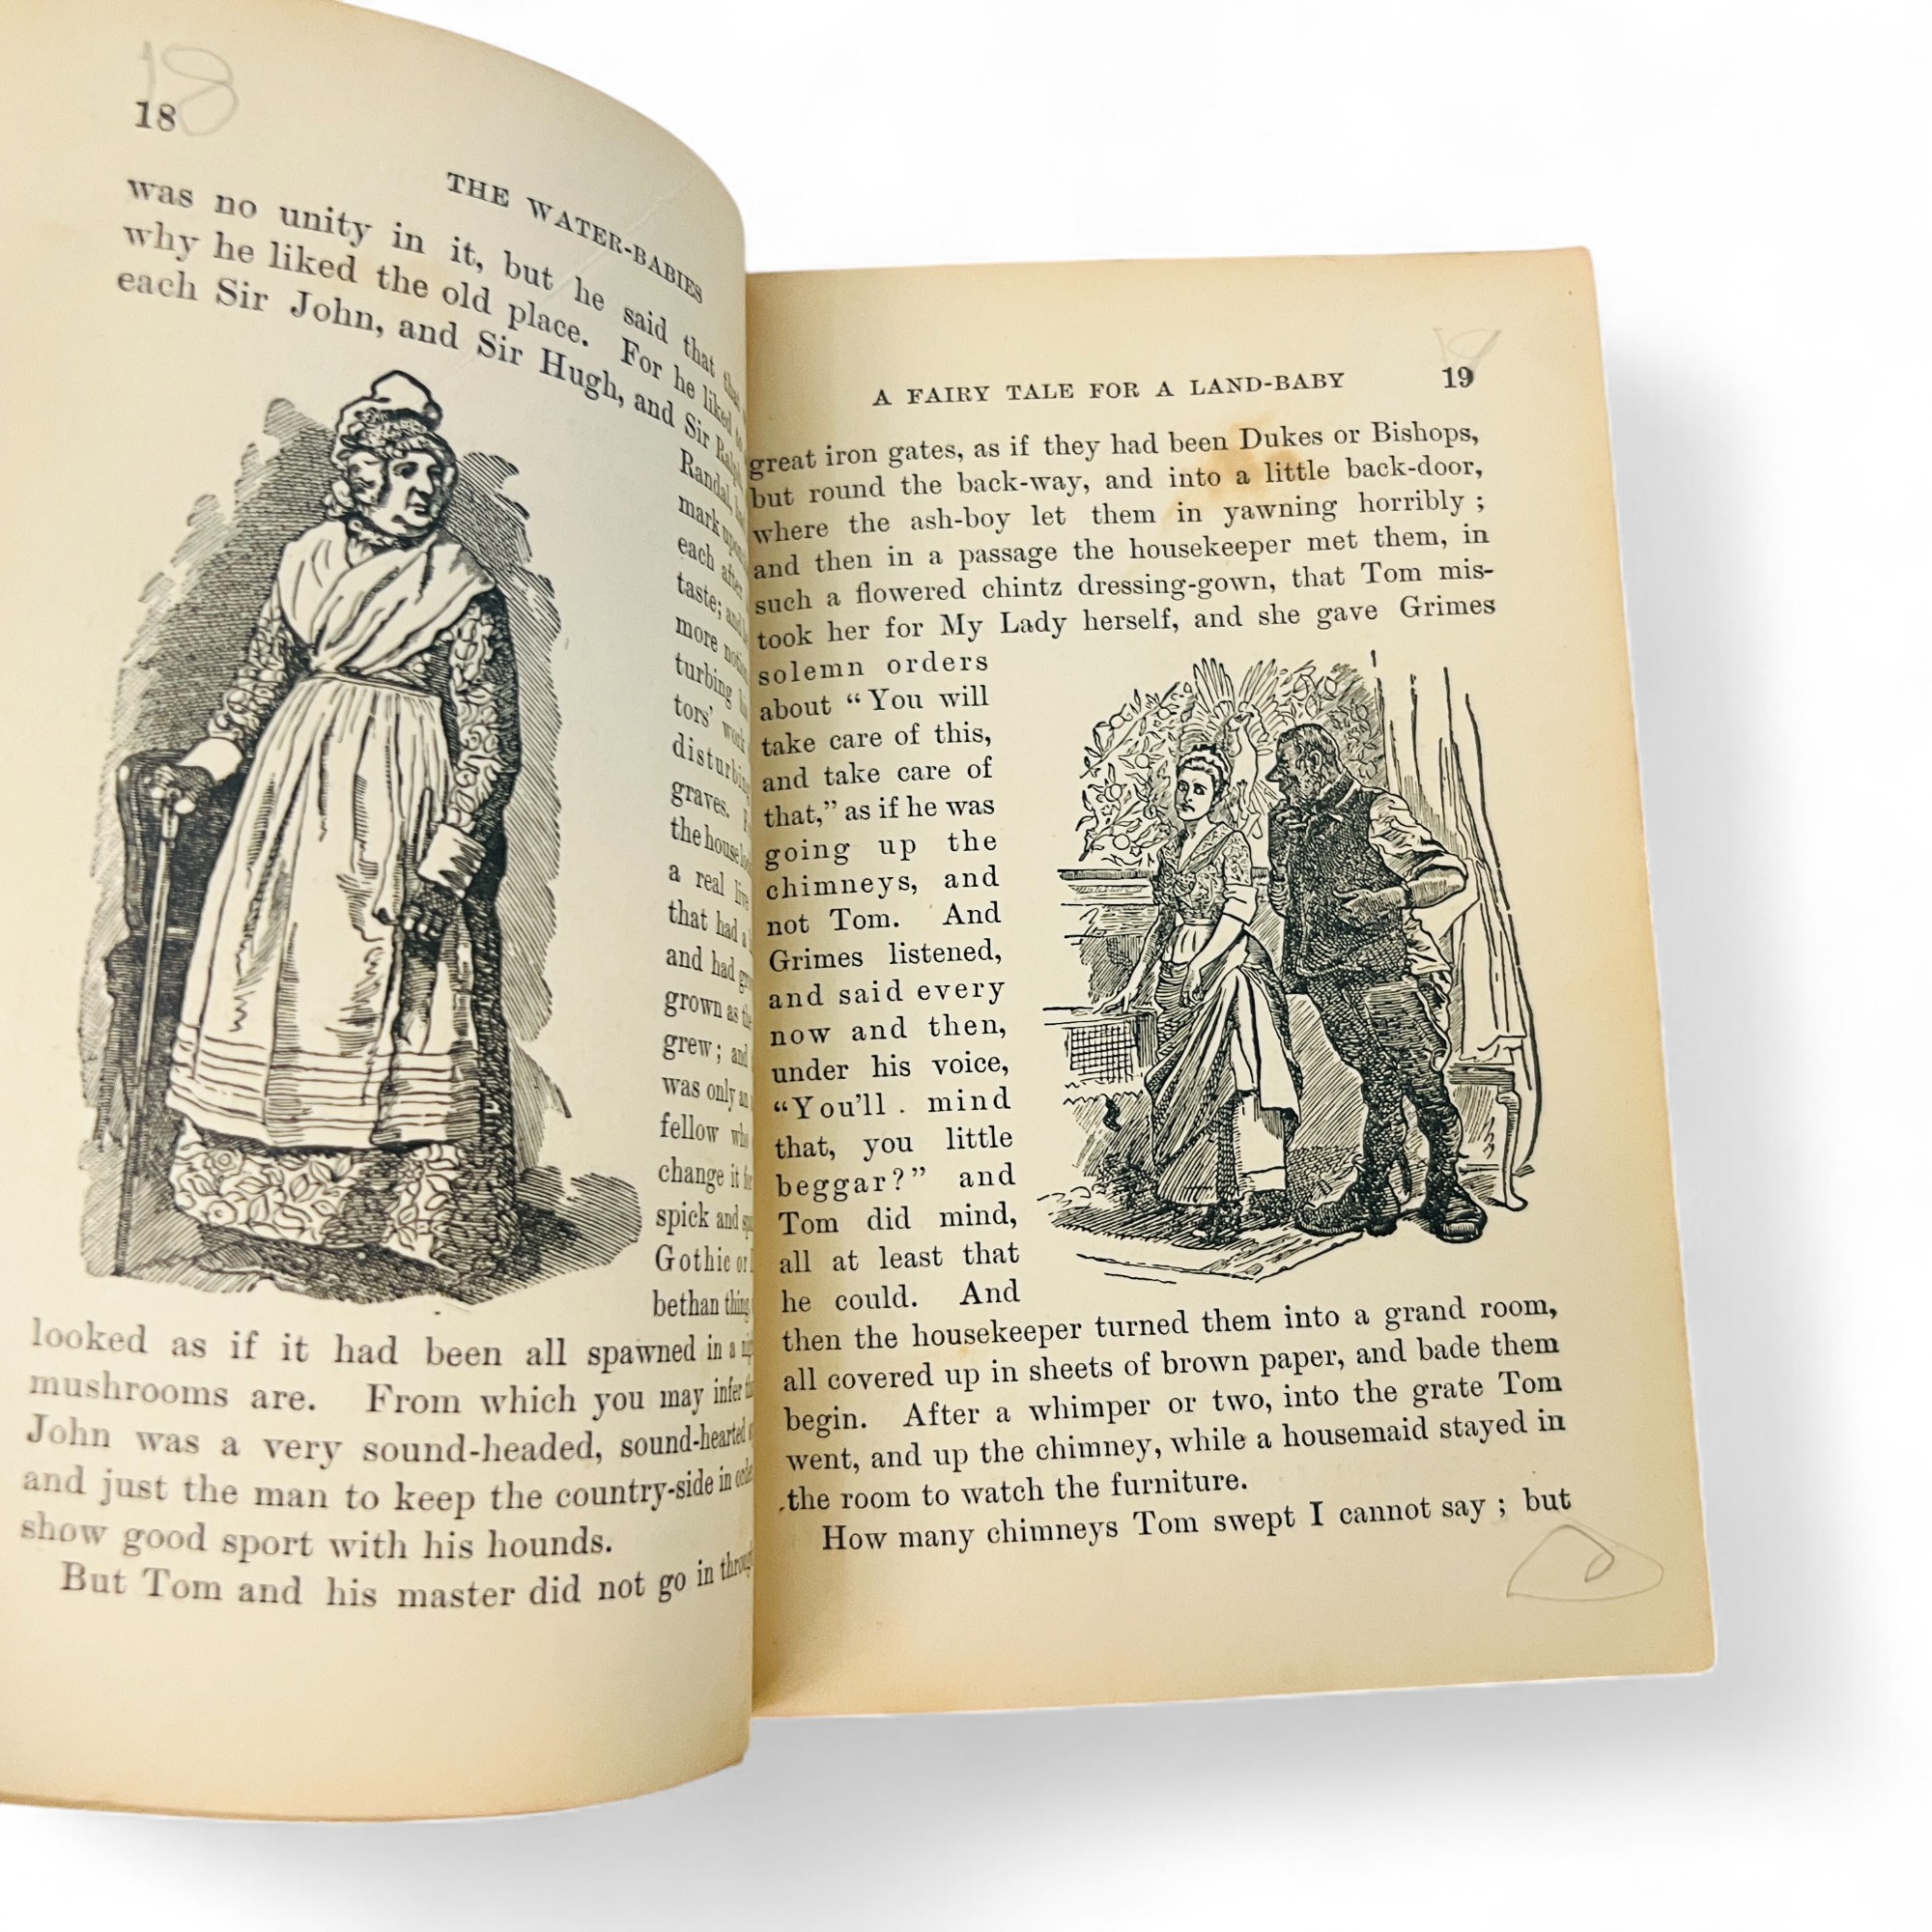 18
THE WATER-BABIES
was no unity in it, but he said that that
why he liked the old place. For he liked to
each Sir John, and Sir Hugh, and Sir Ralph
Randal,
mark upon
each after
taste; and
more notion
turbing
tors' work
disturbing
graves.
the house
a real live
that had a
and had
grown as
grew; and
was only an
fellow
change it
spick and
Gothic or
bethan thing,
looked as if it had been all spawned in a
mushrooms are. From which you may infer
John was a very sound-headed, sound-hearted
and just the man to keep the country-side in
show good sport with his hounds.
But Tom and his master did not go in through
18
A FAIRY TALE FOR A LAND-BABY 19
great iron gates, as if they had been Dukes or Bishops,
but round the back-way, and into a little back-door,
where the ash-boy let them in yawning horribly ;
and then in a passage the housekeeper met them, in
such a flowered chintz dressing-gown, that Tom mis-
took her for My Lady herself, and she gave Grimes
solemn orders
about “You will
take care of this,
and take care of
that,” as if he was
going up the
chimneys, and
not Tom. And
Grimes listened,
and said every
now and then,
under his voice,
“You'll . mind
that, you little
beggar?” and
Tom did mind,
all at least that
he could. And
then the housekeeper turned them into a grand room,
all covered up in sheets of brown paper, and bade them
begin. After a whimper or two, into the grate Tom
went, and up the chimney, while a housemaid stayed in
the room to watch the furniture.
How many chimneys Tom swept I cannot say ; but